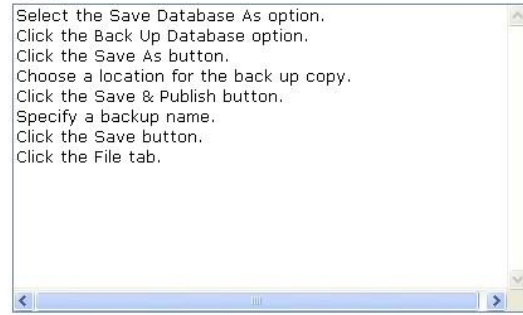 Select the Save Database As option.
Click the Back Up Database option.
Click the Save As button.
Choose a location for the back up copy.
Click the Save & Publish button.
Specify a backup name.
Click the Save button.
Click the File tab.